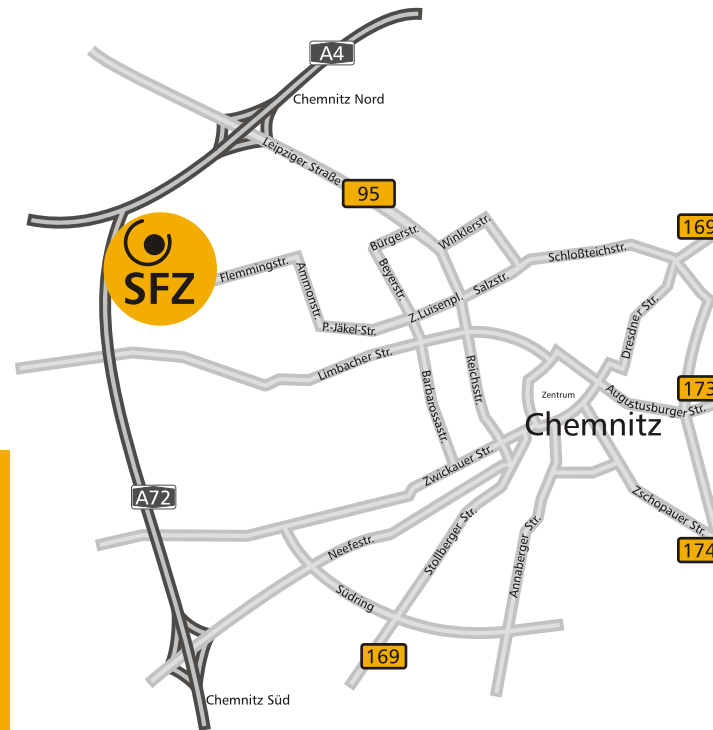 A4
Chemnitz Nord
Leipziger Straße
95
169
Bürgerstr.
Winklerstr.
Schloßteichstr.
Flemmingstr.
Ammonstr.
Beyerstr.
Salzstr.
Z.Luisenpl.
SFZ
P.-Jäkel-Str.
Dresdner Str.
Limbacher Str.
Reichsstr.
Barbarossastr.
Zentrum
Chemnitz
173
Augustusburger Str.
Zwickauer Str.
A72
Zschopauer Str.
Neefestr.
Stollberger Str.
Annaberger Str.
174
Südring
169
Chemnitz Süd